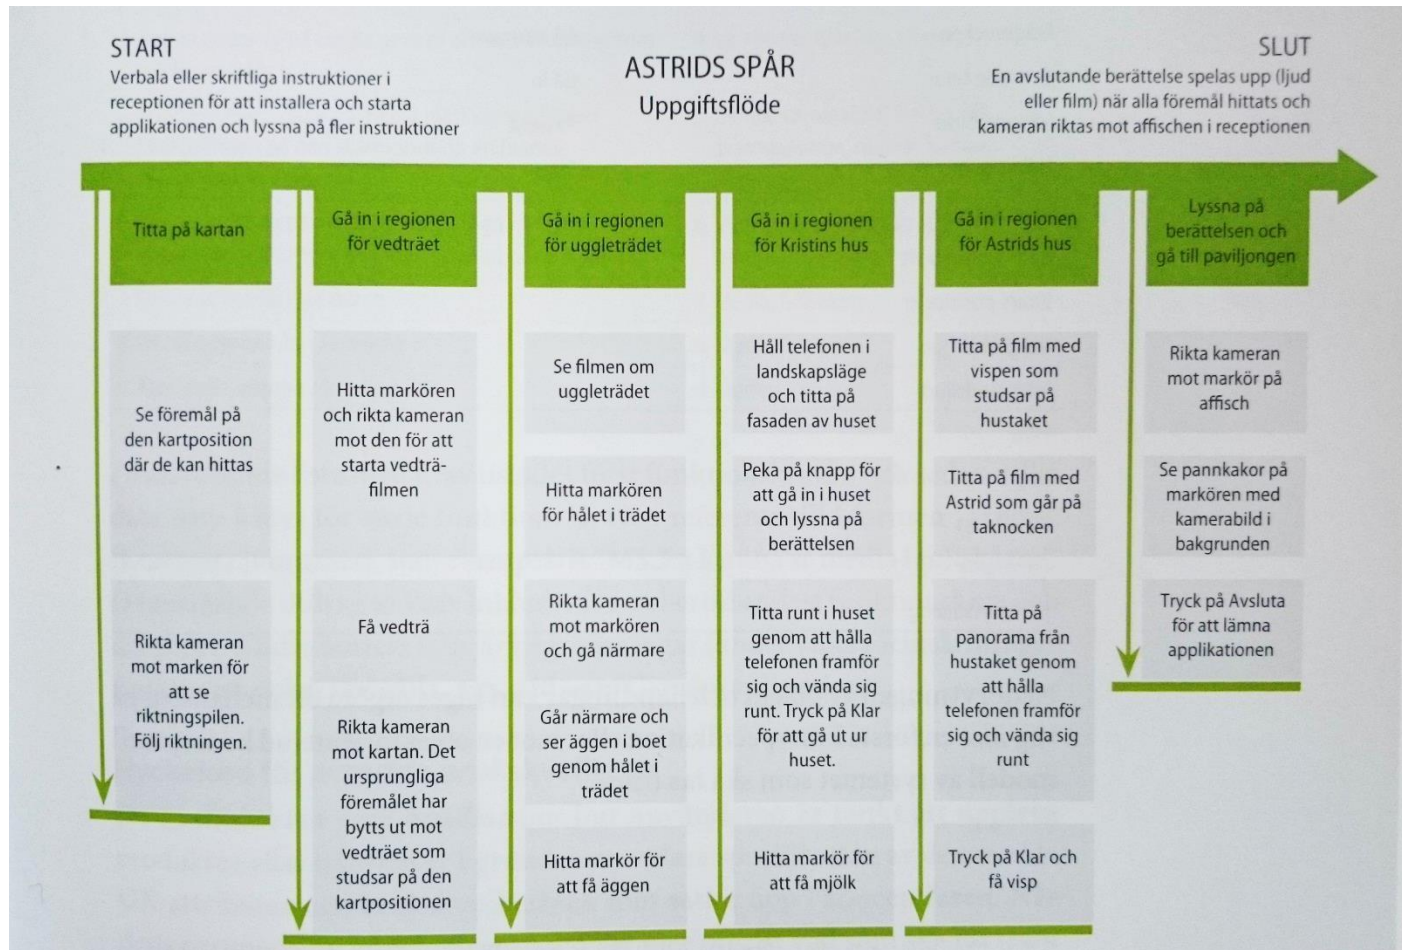 START
Verbala eller skriftliga instruktioner i
receptionen för att installera och starta
applikationen och lyssna på fler instruktioner
ASTRIDS SPÅR
Uppgiftsflöde
SLUT
En avslutande berättelse spelas upp (ljud
eller film) när alla föremål hittats och
kameran riktas mot affischen i receptionen
Titta på kartan
Se föremål på
den kartposition
där de kan hittas
Rikta kameran
mot marken för
att se
riktningspilen.
Följ riktningen.
Gå in i regionen
för vedträet
Hitta markören
och rikta kameran
mot den för att
starta vedträ-
filmen
Få vedträ
Rikta kameran
mot kartan. Det
ursprungliga
föremålet har
bytts ut mot
vedträet som
studsar på den
kartpositionen
Gå in i regionen
för uggleträdet
Se filmen om
uggleträdet
Hitta markören
för hålet i trädet
Rikta kameran
mot markören
och gå närmare
Går närmare och
ser äggen i boet
genom hålet i
trädet
Hitta markör för
att få äggen
Gå in i regionen
för Kristins hus
Håll telefonen i
landskapsläge
och titta på
fasaden av huset
Peka på knapp för
att gå in i huset
och lyssna på
berättelsen
Titta runt i huset
genom att hålla
telefonen framför
sig och vända sig
runt. Tryck på Klar
för att gå ut ur
huset.
Hitta markör för
att få mjölk
Gå in i regionen
för Astrids hus
Titta på film med
vispen som
studsar på
hustaket
Titta på film med
Astrid som går på
taknocken
Titta på
panorama från
hustaket genom
att hålla
telefonen framför
sig och vända sig
runt
Tryck på Klar och
få visp
Lyssna på
berättelsen och
gå till paviljongen
Rikta kameran
mot markör på
affisch
Se pannkakor på
markören med
kamerabild i
bakgrunden
Tryck på Avsluta
för att lämna
applikationen